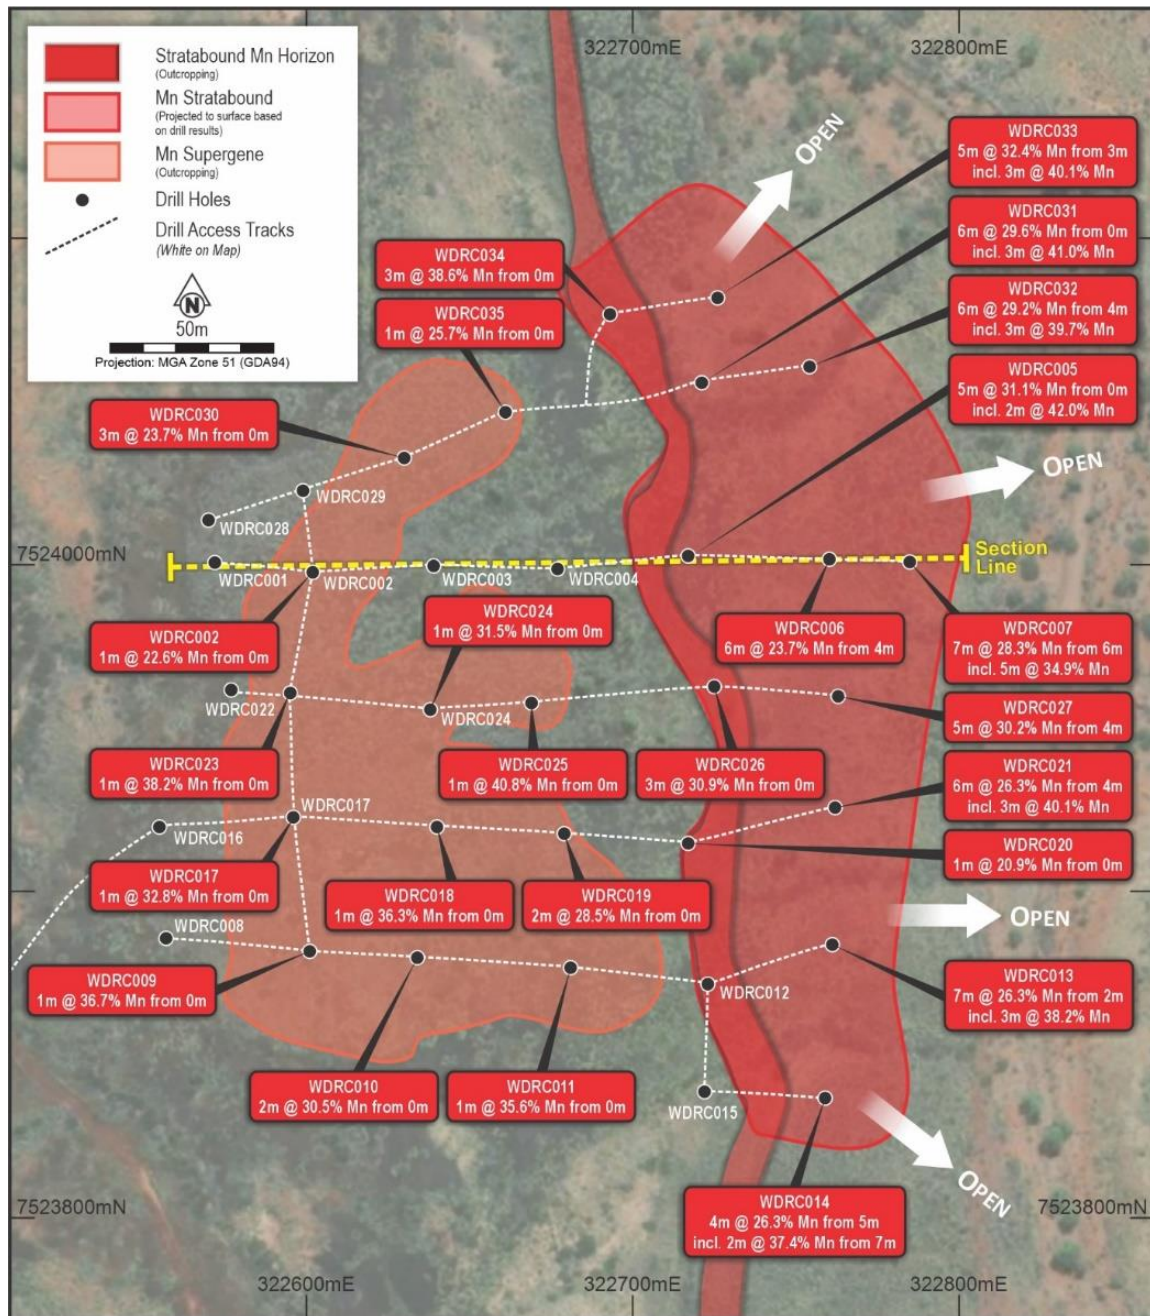 322700mE
322800mE
Stratabound Mn Horizon
(Outcropping)
Mn Stratabound
(Projected to surface based
on drill results)
Mn Supergene
(Outcropping)
Drill Holes
Drill Access Tracks
(White on Map)
N
50m
Projection: MGA Zone 51 (GDA94)
OPEN
WDRC033
5m @ 32.4% Mn from 3m
incl. 3m @ 40.1% Mn
WDRC031
6m @ 29.6% Mn from 0m
incl. 3m @ 41.0% Mn
WDRC034
3m @ 38.6% Mn from 0m
WDRC032
6m @ 29.2% Mn from 4m
incl. 3m @ 39.7% Mn
WDRC035
1m @ 25.7% Mn from 0m
WDRC005
5m @ 31.1% Mn from 0m
incl. 2m @ 42.0% Mn
WDRC030
3m @ 23.7% Mn from 0m
OPEN
WDRC029
WDRC028
7524000mN
WDRC001
WDRC002
WDRC003
WDRC004
Section
Line
WDRC002
1m @ 22.6% Mn from 0m
WDRC024
1m @ 31.5% Mn from 0m
WDRC006
6m @ 23.7% Mn from 4m
WDRC007
7m @ 28.3% Mn from 6m
incl. 5m @ 34.9% Mn
WDRC022
WDRC024
WDRC027
5m @ 30.2% Mn from 4m
WDRC023
1m @ 38.2% Mn from 0m
WDRC025
1m @ 40.8% Mn from 0m
WDRC026
3m @ 30.9% Mn from 0m
WDRC021
6m @ 26.3% Mn from 4m
incl. 3m @ 40.1% Mn
WDRC017
WDRC016
WDRC020
1m @ 20.9% Mn from 0m
WDRC017
1m @ 32.8% Mn from 0m
WDRC018
1m @ 36.3% Mn from 0m
WDRC019
2m @ 28.5% Mn from 0m
OPEN
WDRC008
WDRC009
1m @ 36.7% Mn from 0m
WDRC012
WDRC013
7m @ 26.3% Mn from 2m
incl. 3m @ 38.2% Mn
WDRC010
2m @ 30.5% Mn from 0m
WDRC011
1m @ 35.6% Mn from 0m
WDRC015
OPEN
WDRC014
4m @ 26.3% Mn from 5m
incl. 2m @ 37.4% Mn from 7m
7523800mN
7523800mN
322600mE
322700mE
322800mE